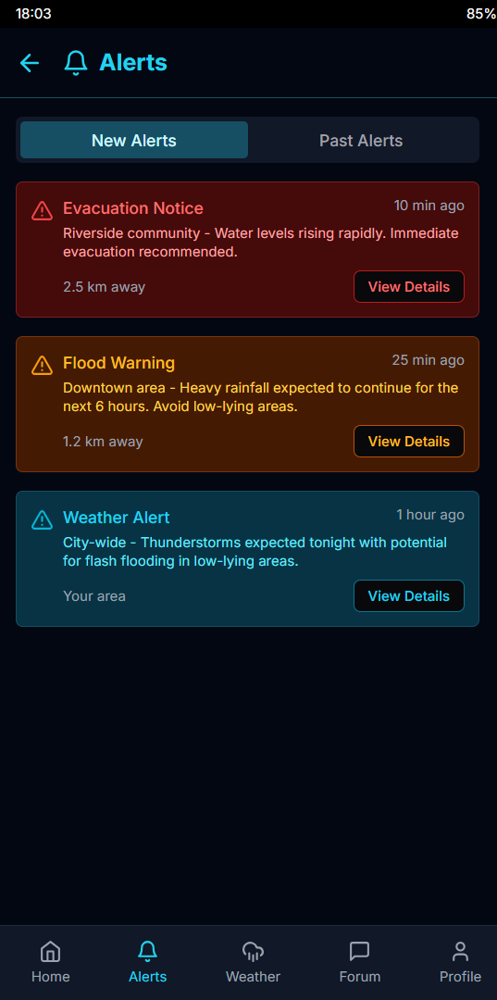 18:03
85%
Alerts
New Alerts
Past Alerts
Evacuation Notice
10 min ago
Riverside community - Water levels rising rapidly. Immediate
evacuation recommended.
2.5 km away
View Details
Flood Warning
25 min ago
Downtown area - Heavy rainfall expected to continue for the
next 6 hours. Avoid low-lying areas.
1.2 km away
View Details
Weather Alert
1 hour ago
City-wide - Thunderstorms expected tonight with potential
for flash flooding in low-lying areas.
Your area
View Details
Home
Alerts
Weather
Forum
Profile